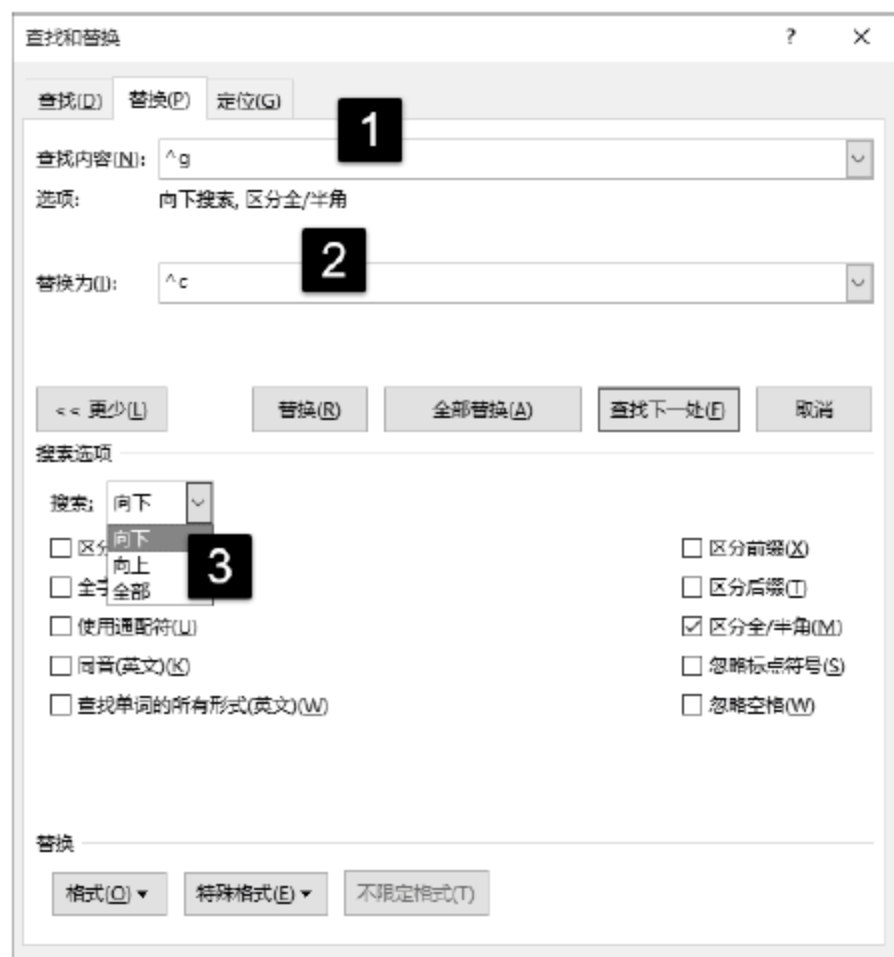 查找和替换 ? ×
查找(D) 替换(P) 定位(G)
1
查找内容(N): ^g
选项: 向下搜索, 区分全/半角
2
替换为(I): ^c
<< 更少(L) 替换(R) 全部替换(A) 查找下一处(F) 取消
搜索选项
搜索: 向下
向下
向上
全部
3
区分 区分前缀(X)
全字 区分后缀(T)
使用通配符(U) 区分全/半角(M)
同音(英文)(K) 忽略标点符号(S)
查找单词的所有形式(英文)(W) 忽略空格(W)
替换
格式(O) 特殊格式(E) 不限定格式(T)